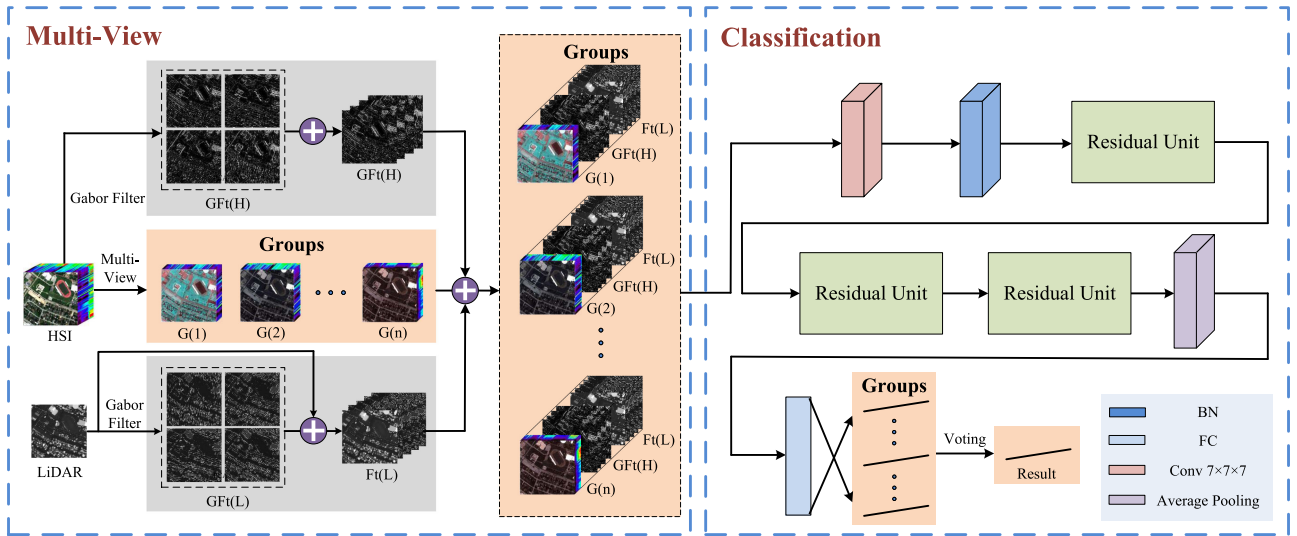 Multi-View
Gabor Filter
GFt(H)
GFt(H)
HSI
Multi-
View
Groups
G(1)
G(2)
G(n)
LiDAR
Gabor
Filter
GFt(L)
Ft(L)
Groups
Ft(L)
GFt(H)
G(1)
Ft(L)
GFt(H)
G(2)
Ft(L)
GFt(H)
G(n)
Classification
Residual Unit
Residual Unit
Residual Unit
Groups
Voting
Result
BN
FC
Conv 7×7×7
Average Pooling